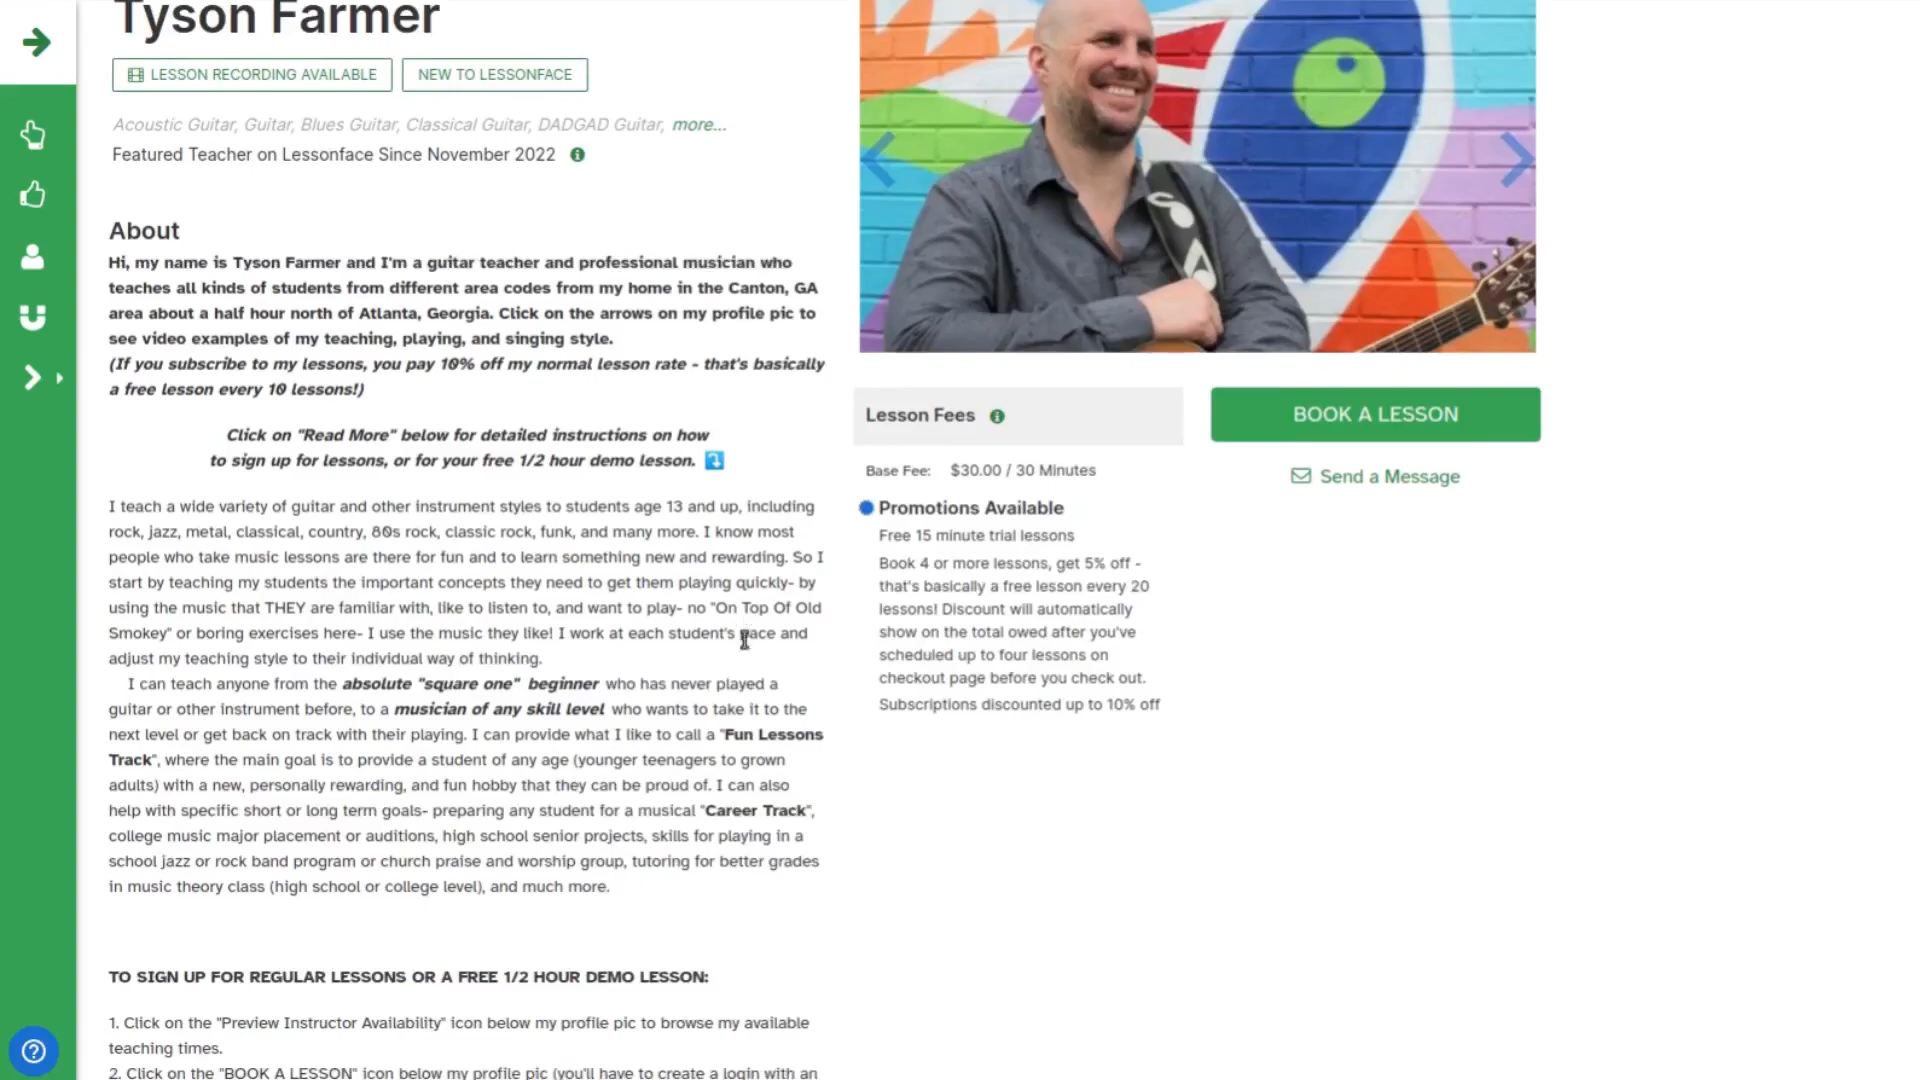 Tyson Farmer
LESSON RECORDING AVAILABLE
NEW TO LESSONFACE
Acoustic Guitar, Guitar, Blues Guitar, Classical Guitar, DADGAD Guitar, more...
Featured Teacher on Lessonface Since November 2022
About
Hi, my name is Tyson Farmer and I'm a guitar teacher and professional musician who
teaches all kinds of students from different area codes from my home in the Canton, GA
area about a half hour north of Atlanta, Georgia. Click on the arrows on my profile pic to
see video examples of my teaching, playing, and singing style.
(If you subscribe to my lessons, you pay 10% off my normal lesson rate - that's basically
a free lesson every 10 lessons!)
Click on "Read More" below for detailed instructions on how
to sign up for lessons, or for your free 1/2 hour demo lesson.
I teach a wide variety of guitar and other instrument styles to students age 13 and up, including
rock, jazz, metal, classical, country, 80s rock, classic rock, funk, and many more. I know most
people who take music lessons are there for fun and to learn something new and rewarding. So I
start by teaching my students the important concepts they need to get them playing quickly- by
using the music that THEY are familiar with, like to listen to, and want to play- no "On Top Of Old
Smokey" or boring exercises here- I use the music they like! I work at each student's pace and
adjust my teaching style to their individual way of thinking.
I can teach anyone from the absolute "square one" beginner who has never played a
guitar or other instrument before, to a musician of any skill level who wants to take it to the
next level or get back on track with their playing. I can provide what I like to call a "Fun Lessons
Track", where the main goal is to provide a student of any age (younger teenagers to grown
adults) with a new, personally rewarding, and fun hobby that they can be proud of. I can also
help with specific short or long term goals- preparing any student for a musical "Career Track",
college music major placement or auditions, high school senior projects, skills for playing in a
school jazz or rock band program or church praise and worship group, tutoring for better grades
in music theory class (high school or college level), and much more.
TO SIGN UP FOR REGULAR LESSONS OR A FREE 1/2 HOUR DEMO LESSON:
1. Click on the "Preview Instructor Availability" icon below my profile pic to browse my available
teaching times.
2. Click on the "BOOK A LESSON" icon below my profile pic (you'll have to create a login with an
Lesson Fees
Base Fee: $30.00 / 30 Minutes
Promotions Available
Free 15 minute trial lessons
Book 4 or more lessons, get 5% off -
that's basically a free lesson every 20
lessons! Discount will automatically
show on the total owed after you've
scheduled up to four lessons on
checkout page before you check out.
Subscriptions discounted up to 10% off
BOOK A LESSON
Send a Message